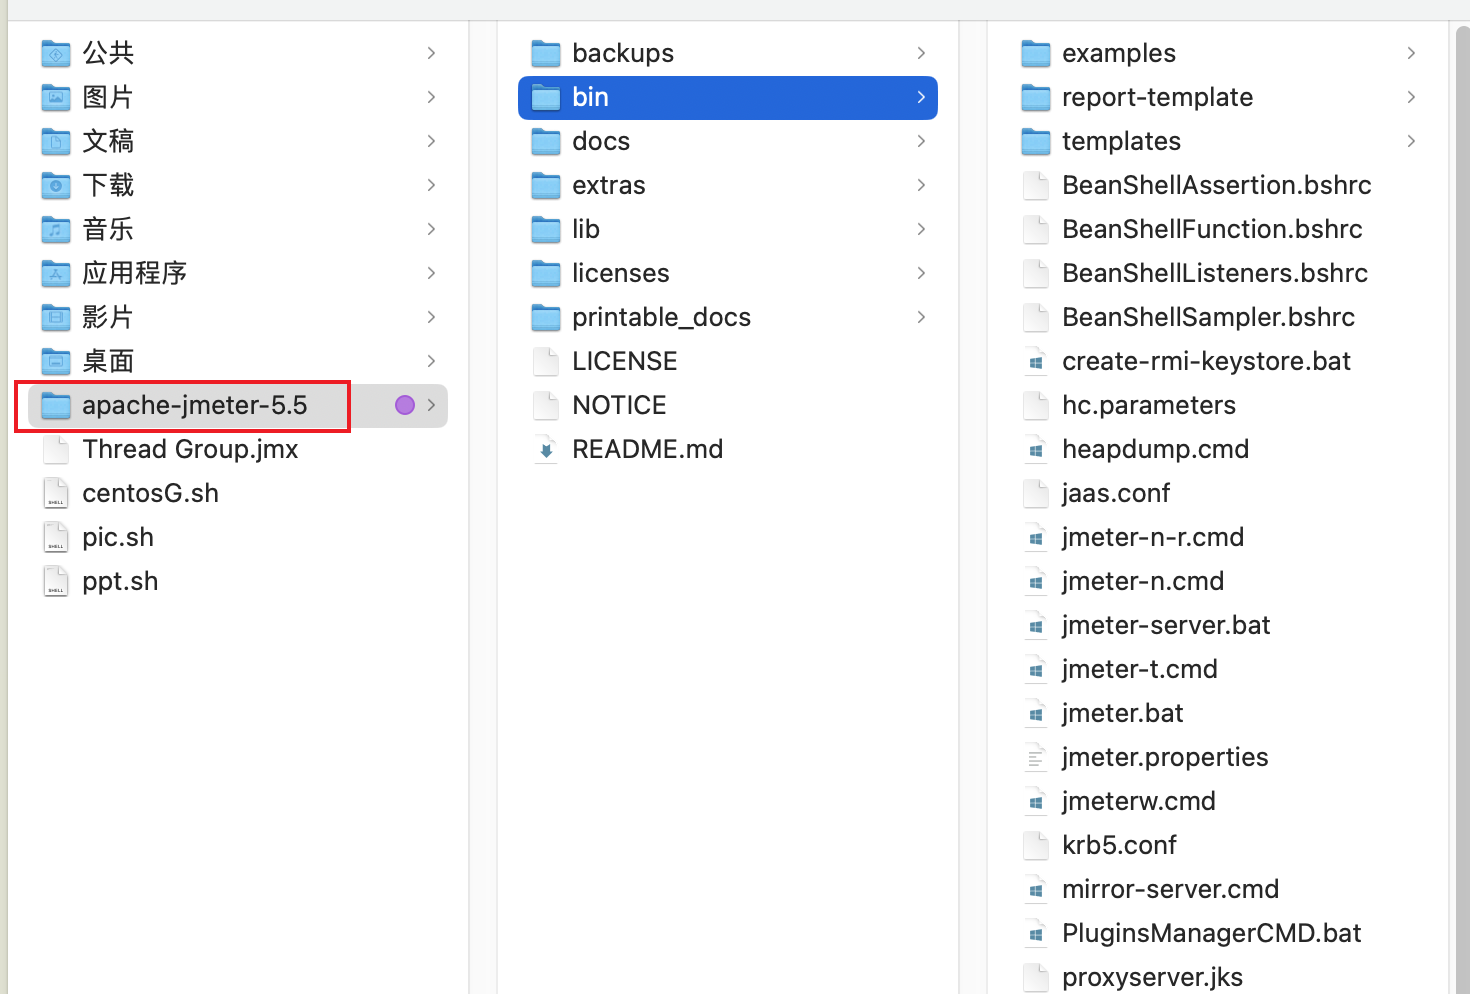 公共
图片
文稿
下载
音乐
应用程序
影片
桌面
apache-jmeter-5.5
Thread Group.jmx
centosG.sh
pic.sh
ppt.sh
backups
bin
docs
extras
lib
licenses
printable_docs
LICENSE
NOTICE
README.md
examples
report-template
templates
BeanShellAssertion.bshrc
BeanShellFunction.bshrc
BeanShellListeners.bshrc
BeanShellSampler.bshrc
create-rmi-keystore.bat
hc.parameters
heapdump.cmd
jaas.conf
jmeter-n-r.cmd
jmeter-n.cmd
jmeter-server.bat
jmeter-t.cmd
jmeter.bat
jmeter.properties
jmeterw.cmd
krb5.conf
mirror-server.cmd
PluginsManagerCMD.bat
proxyserver.jks